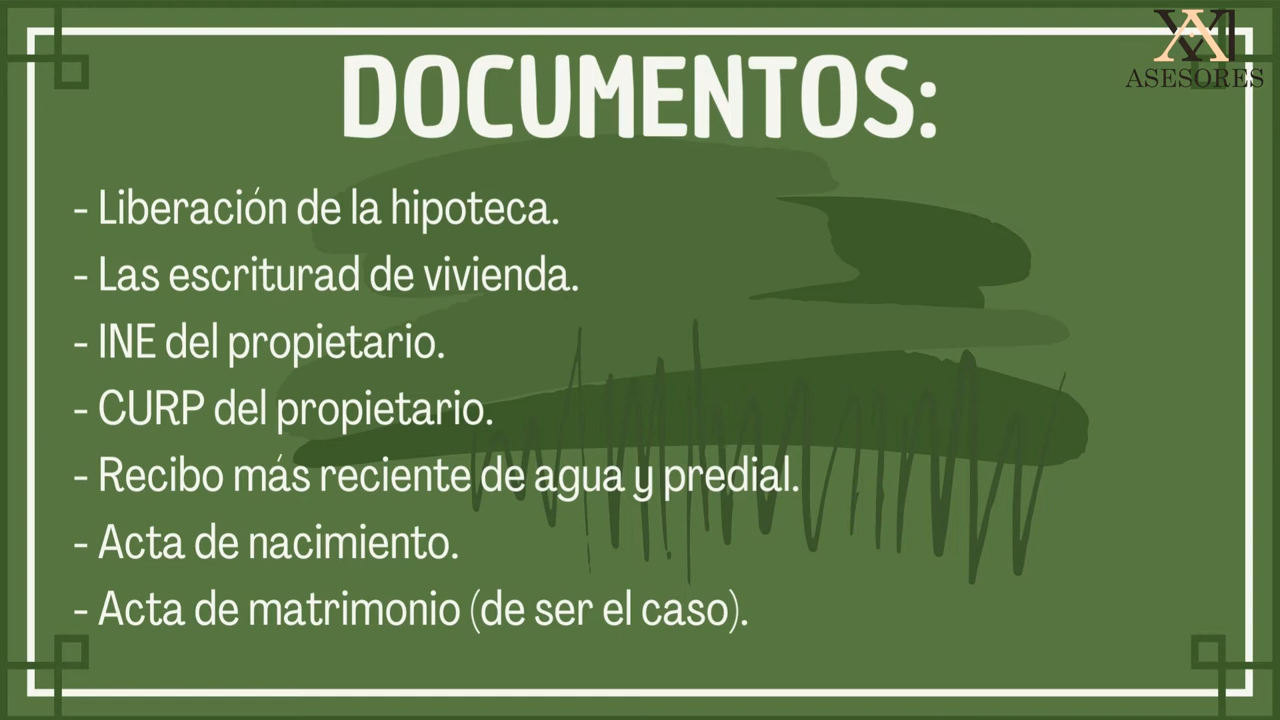 DOCUMENTOS:
ASESORES
- Liberación de la hipoteca.
- Las escriturad de vivienda.
- INE del propietario.
- CURP del propietario.
- Recibo más reciente de agua y predial.
- Acta de nacimiento.
- Acta de matrimonio (de ser el caso).